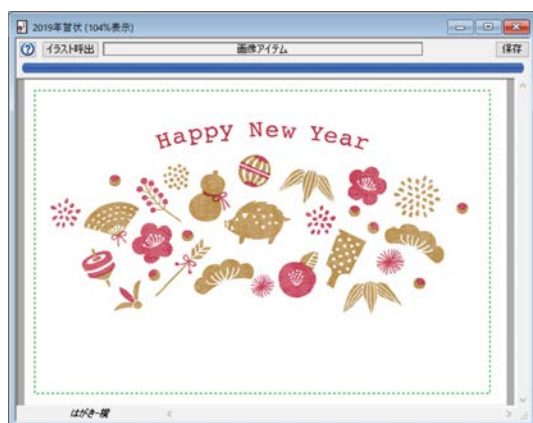 2019年賀状 (104%表示)
イラスト呼出 画像アイテム 保存
Happy New Year
はがき-横